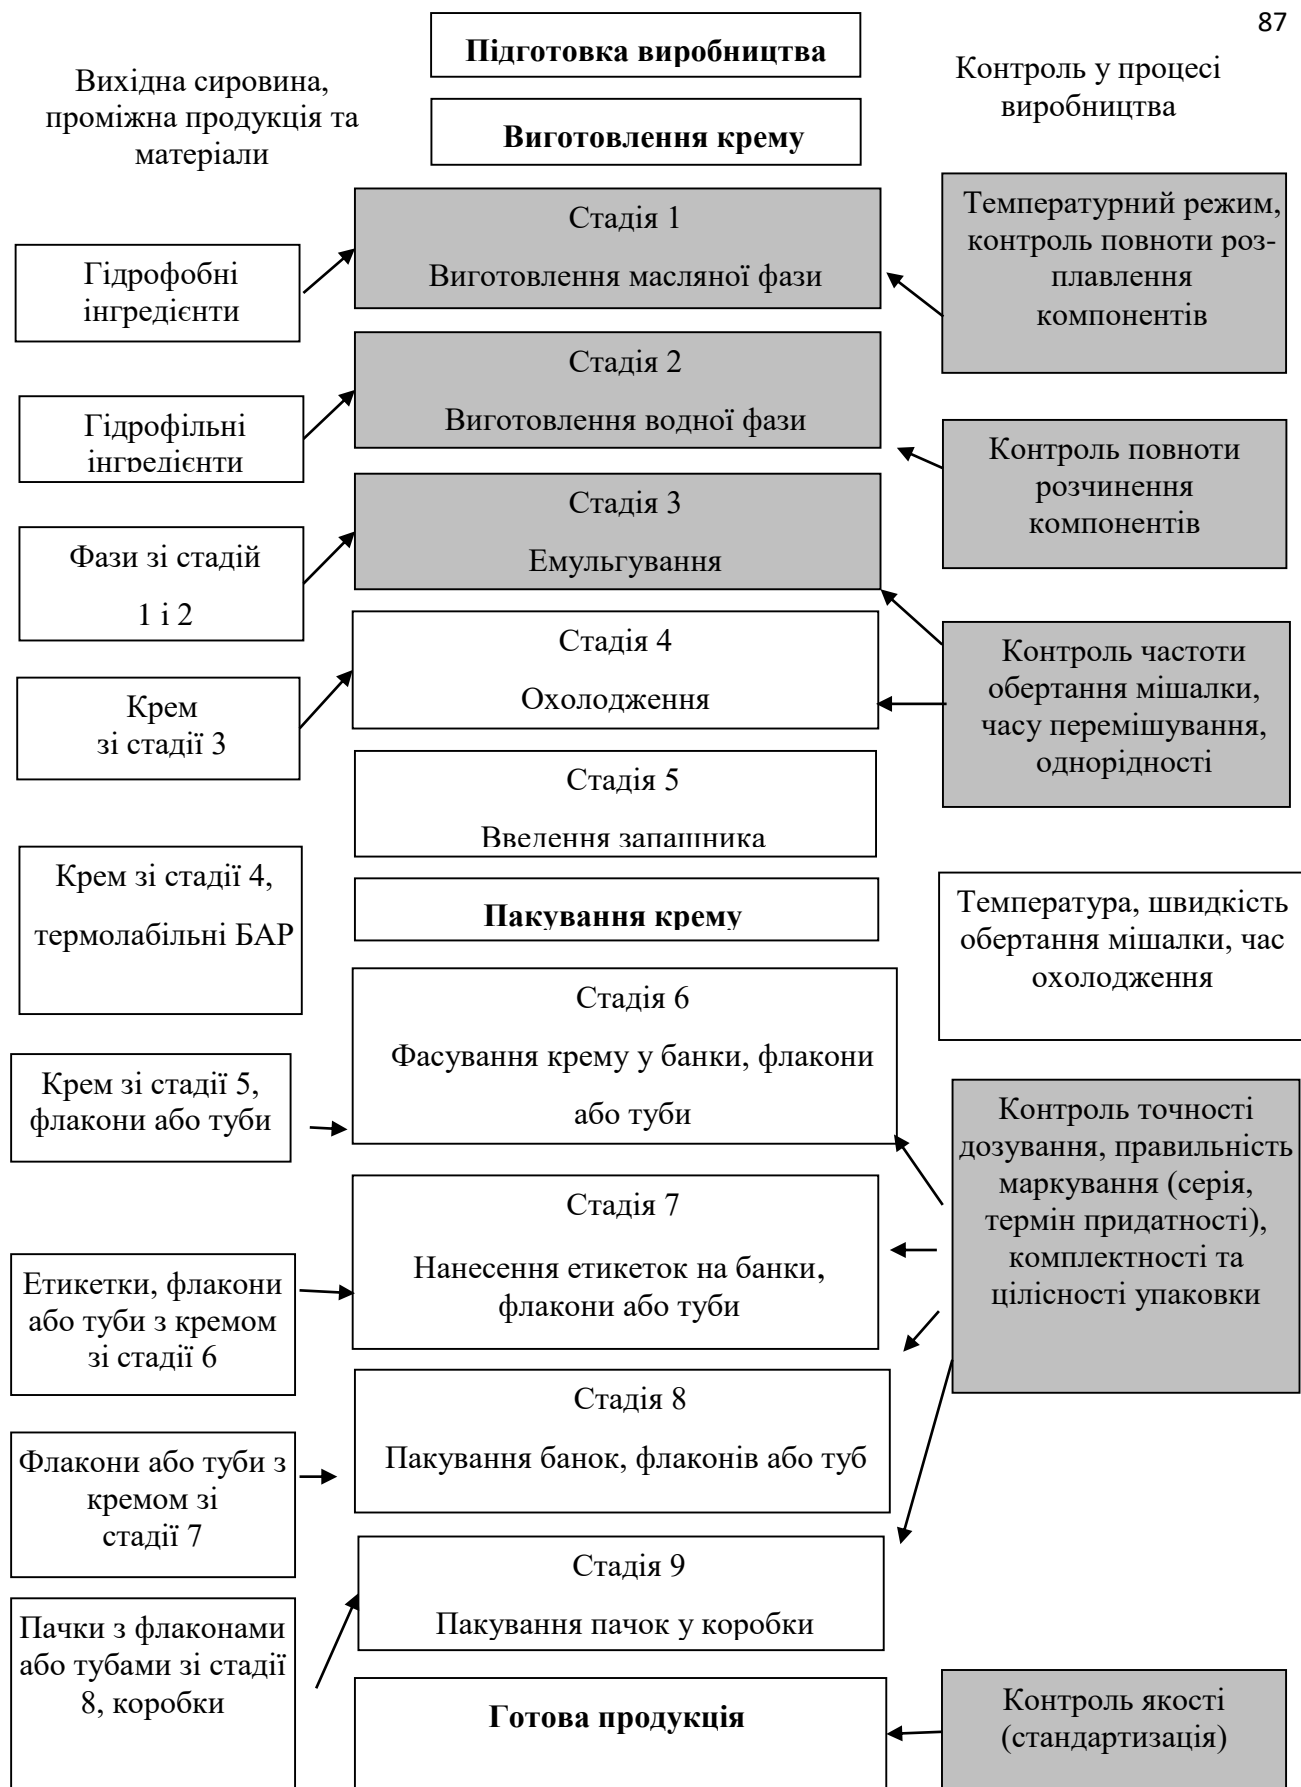 87
Підготовка виробництва
Вихідна сировина,
проміжна продукція та
матеріали
Контроль у процесі
виробництва
Виготовлення крему
Стадія 1
Виготовлення масляної фази
Гідрофобні
інгредієнти
Температурний режим,
контроль повноти роз-
плавлення
компонентів
Стадія 2
Виготовлення водної фази
Гідрофільні
інгредієнти
Контроль повноти
розчинення
компонентів
Стадія 3
Емульгування
Фази зі стадій
1 і 2
Контроль частоти
обертання мішалки,
часу перемішування,
однорідності
Стадія 4
Охолодження
Крем
зі стадії 3
Стадія 5
Введення запашника
Крем зі стадії 4,
термолабільні БАР
Пакування крему
Температура, швидкість
обертання мішалки, час
охолодження
Стадія 6
Фасування крему у банки, флакони
або туби
Крем зі стадії 5,
флакони або туби
Контроль точності
дозування, правильність
маркування (серія,
термін придатності),
комплектності та
цілісності упаковки
Стадія 7
Нанесення етикеток на банки,
флакони або туби
Етикетки, флакони
або туби з кремом
зі стадії 6
Стадія 8
Пакування банок, флаконів або туб
Флакони або туби з
кремом зі
стадії 7
Стадія 9
Пакування пачок у коробки
Пачки з флаконами
або тубами зі стадії
8, коробки
Готова продукція
Контроль якості
(стандартизація)